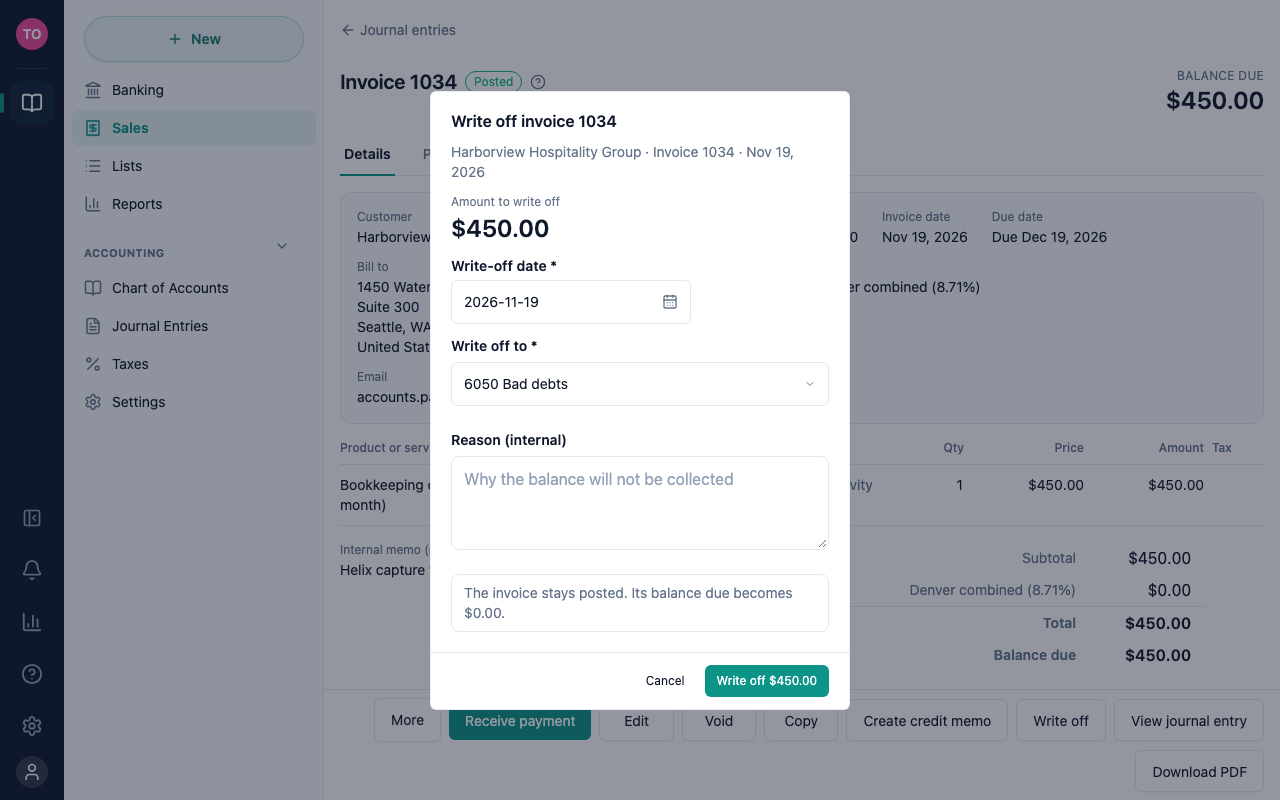 TO
New
Banking
Sales
Lists
Reports
ACCOUNTING
Chart of Accounts
Journal Entries
Taxes
Settings
Journal entries
Invoice 1034
Posted
BALANCE DUE
$450.00
Details
Customer
Harborview
Invoice date
Nov 19, 2026
Due date
Due Dec 19, 2026
Bill to
1450 Water
Suite 300
Seattle, WA
United Stat
combined (8.71%)
Email
accounts.pa
Product or serv
Qty
Price
Amount
Tax
Bookkeeping
month)
1
$450.00
$450.00
Internal memo
Helix capture
Subtotal
$450.00
Denver combined (8.71%)
$0.00
Total
$450.00
Balance due
$450.00
Write off invoice 1034
Harborview Hospitality Group · Invoice 1034 · Nov 19,
2026
Amount to write off
$450.00
Write-off date *
2026-11-19
Write off to *
6050 Bad debts
Reason (internal)
Why the balance will not be collected
The invoice stays posted. Its balance due becomes
$0.00.
Cancel
Write off $450.00
More
Receive payment
Edit
Void
Copy
Create credit memo
Write off
View journal entry
Download PDF